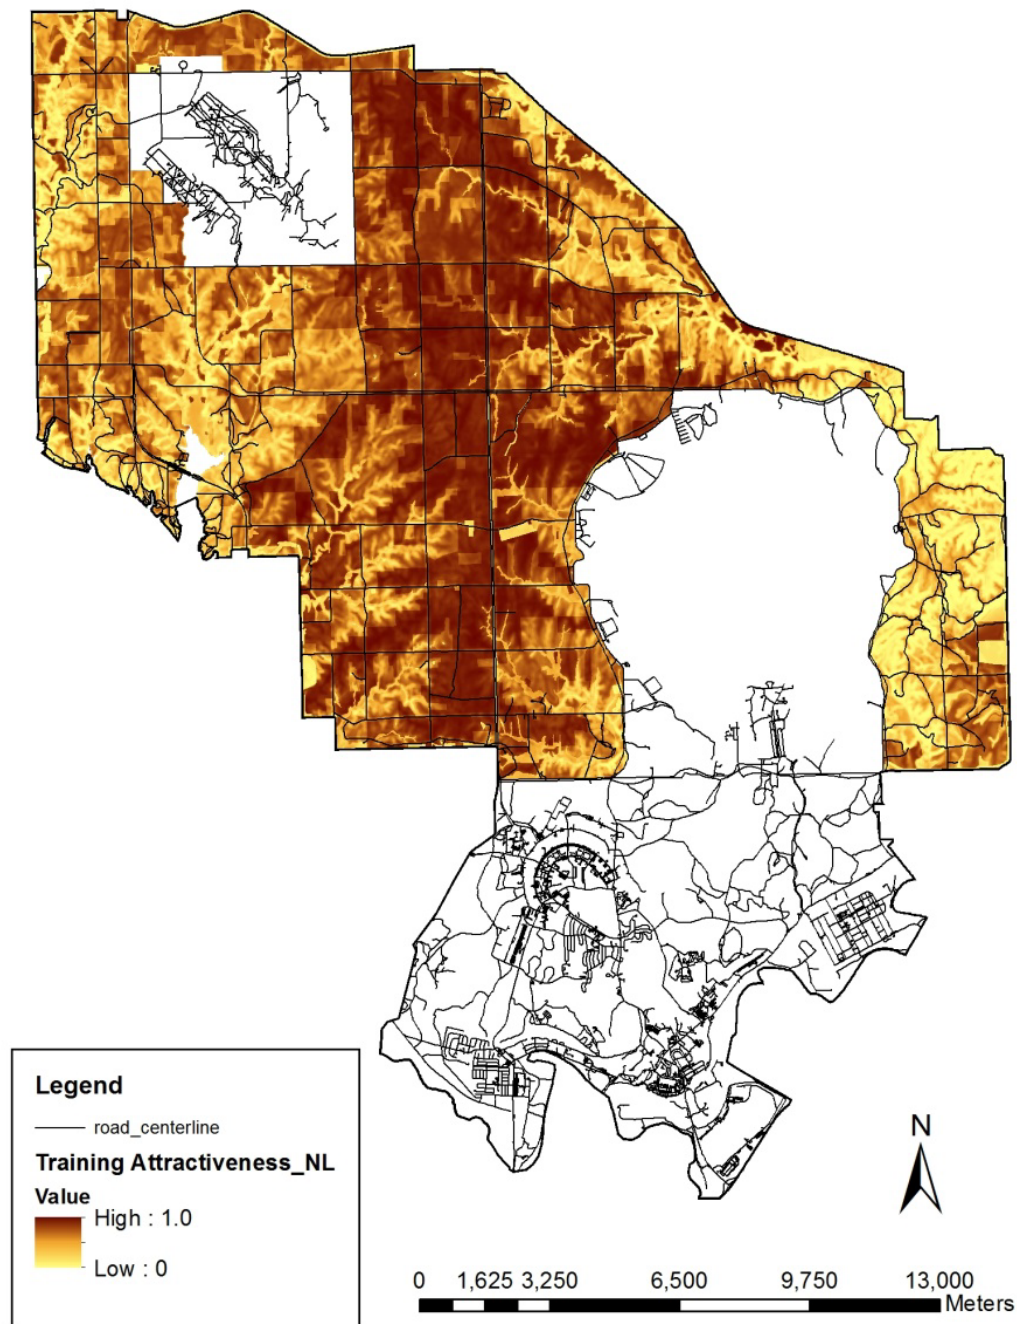 Legend
road_centerline
Training Attractiveness_NL
Value
High : 1.0
Low : 0
N
0 1,625 3,250 6,500 9,750 13,000
Meters